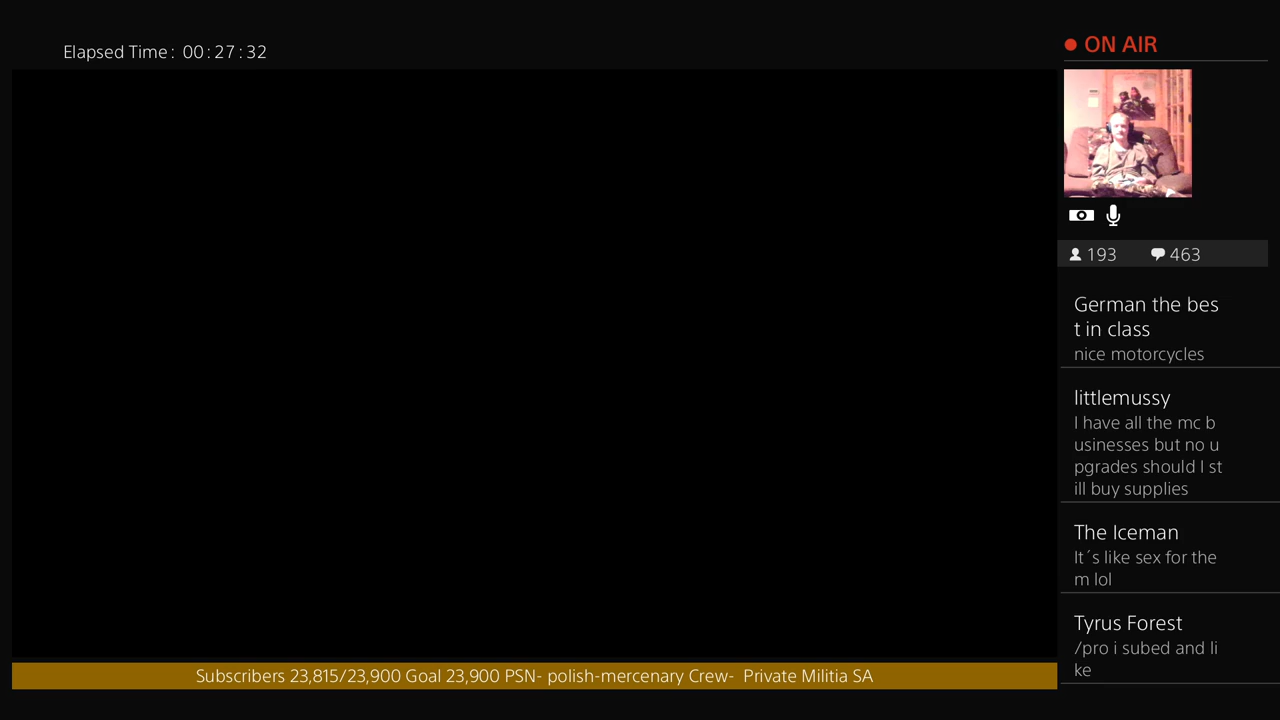 Elapsed Time: 00:27:32
ON AIR
193 463
German the bes
t in class
nice motorcycles
littlemussy
I have all the mc b
usinesses but no u
pgrades should I st
ill buy supplies
The Iceman
It´s like sex for the
m lol
Tyrus Forest
/pro i subed and li
ke
Subscribers 23,815/23,900 Goal 23,900 PSN- polish-mercenary Crew- Private Militia SA